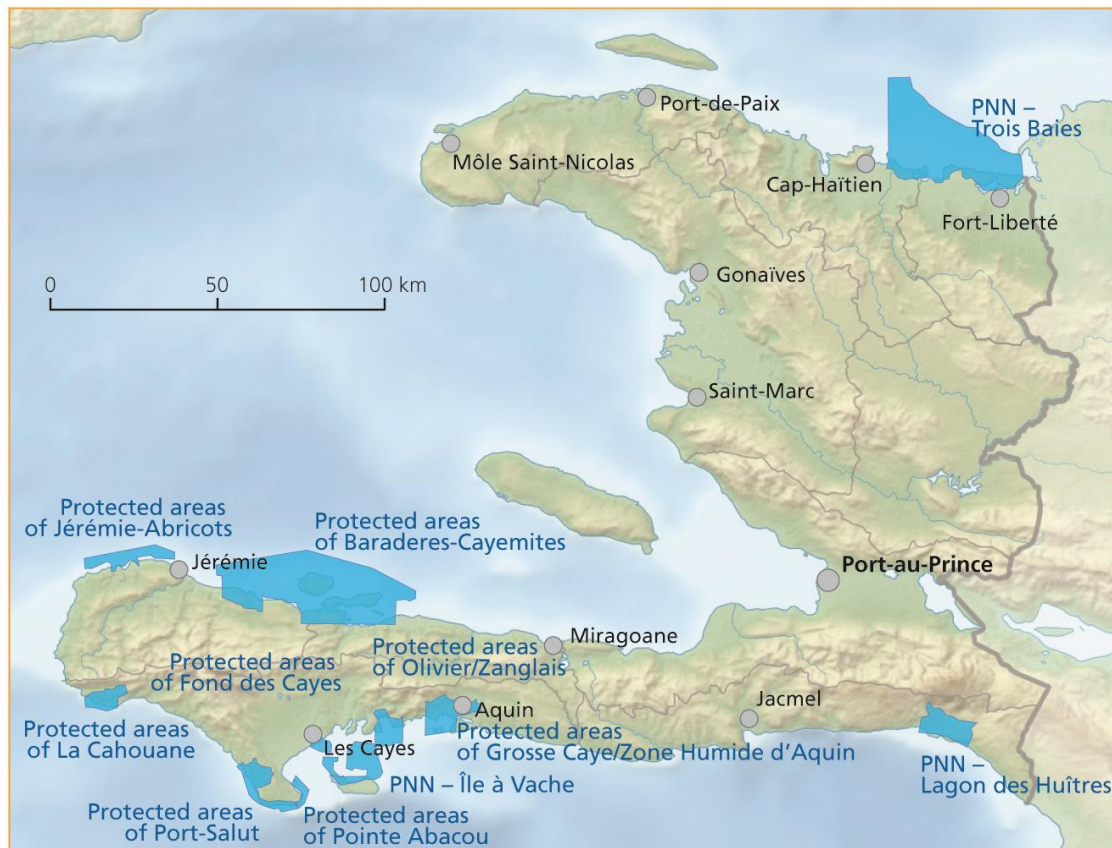 Port-de-Paix
PNN –
Trois Baies
Môle Saint-Nicolas
Cap-Haïtien
Fort-Liberté
0 50 100 km
Gonaïves
Saint-Marc
Protected areas
of Jérémie-Abricots
Protected areas
of Baraderes-Cayemites
Jérémie
Port-au-Prince
Miragoane
Protected areas
of Olivier/Zanglais
Protected areas
of Fond des Cayes
Jacmel
Aquin
Protected areas
of La Cahouane
Les Cayes
Protected areas
of Grosse Caye/Zone Humide d’Aquin
PNN –
Lagon des Huîtres
PNN – Île à Vache
Protected areas
of Port-Salut
Protected areas
of Pointe Abacou